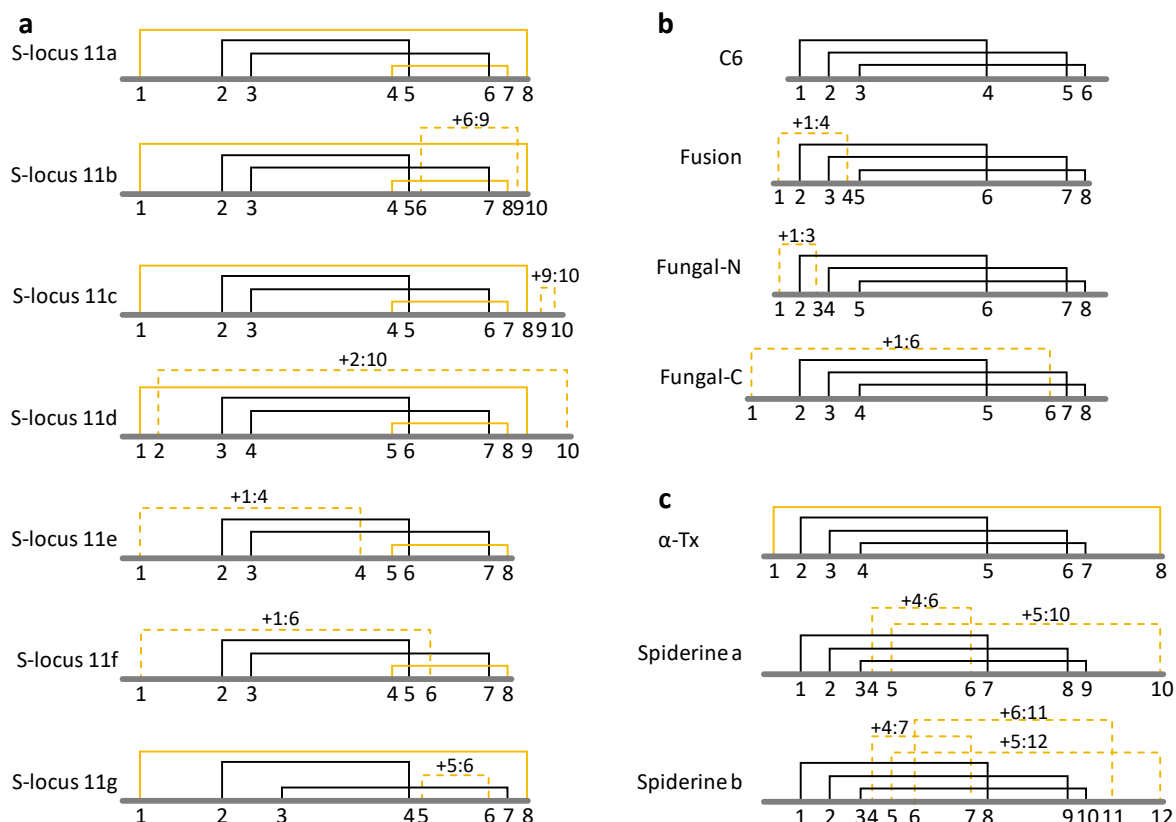 a
S-locus 11a
1 2 3 4 5 6 7 8
+6:9
S-locus 11b
1 2 3 4 5 6 7 8 9 10
+9:10
S-locus 11c
1 2 3 4 5 6 7 8 9 10
+2:10
S-locus 11d
1 2 3 4 5 6 7 8 9 10
+1:4
S-locus 11e
1 2 3 4 5 6 7 8
+1:6
S-locus 11f
1 2 3 4 5 6 7 8
+5:6
S-locus 11g
1 2 3 4 5 6 7 8
b
C6
1 2 3 4 5 6
+1:4
Fusion
1 2 3 4 5 6 7 8
+1:3
Fungal-N
1 2 3 4 5 6 7 8
+1:6
Fungal-C
1 2 3 4 5 6 7 8
c
α-Tx
1 2 3 4 5 6 7 8
+4:6
+5:10
Spiderine a
1 2 3 4 5 6 7 8 9 10
+6:11
+4:7
+5:12
Spiderine b
1 2 3 4 5 6 7 8 9 10 11 12